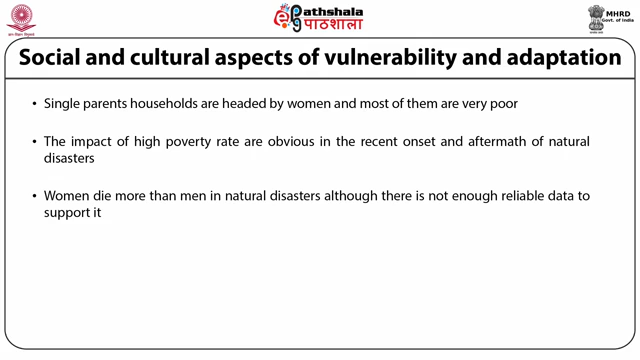 ePathshala
पाठशाला
MHRD
Govt. of India
Social and cultural aspects of vulnerability and adaptation
• Single parents households are headed by women and most of them are very poor
• The impact of high poverty rate are obvious in the recent onset and aftermath of natural
disasters
• Women die more than men in natural disasters although there is not enough reliable data to
support it